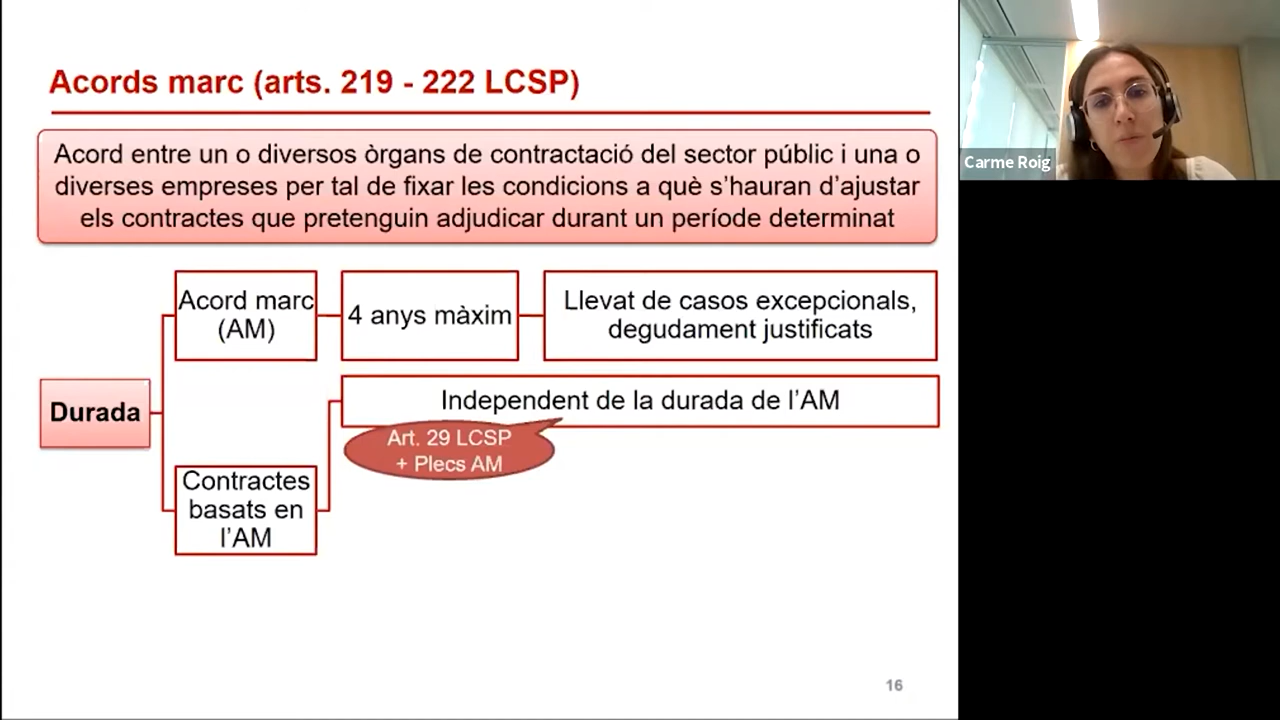 Acords marc (arts. 219 - 222 LCSP)
Acord entre un o diversos òrgans de contractació del sector públic i una o
diverses empreses per tal de fixar les condicions a què s’hauran d’ajustar
els contractes que pretenguin adjudicar durant un període determinat
Acord marc
(AM)
4 anys màxim
Llevat de casos excepcionals,
degudament justificats
Durada
Independent de la durada de l’AM
Art. 29 LCSP
+ Plecs AM
Contractes
basats en
l’AM
16
Carme Roig